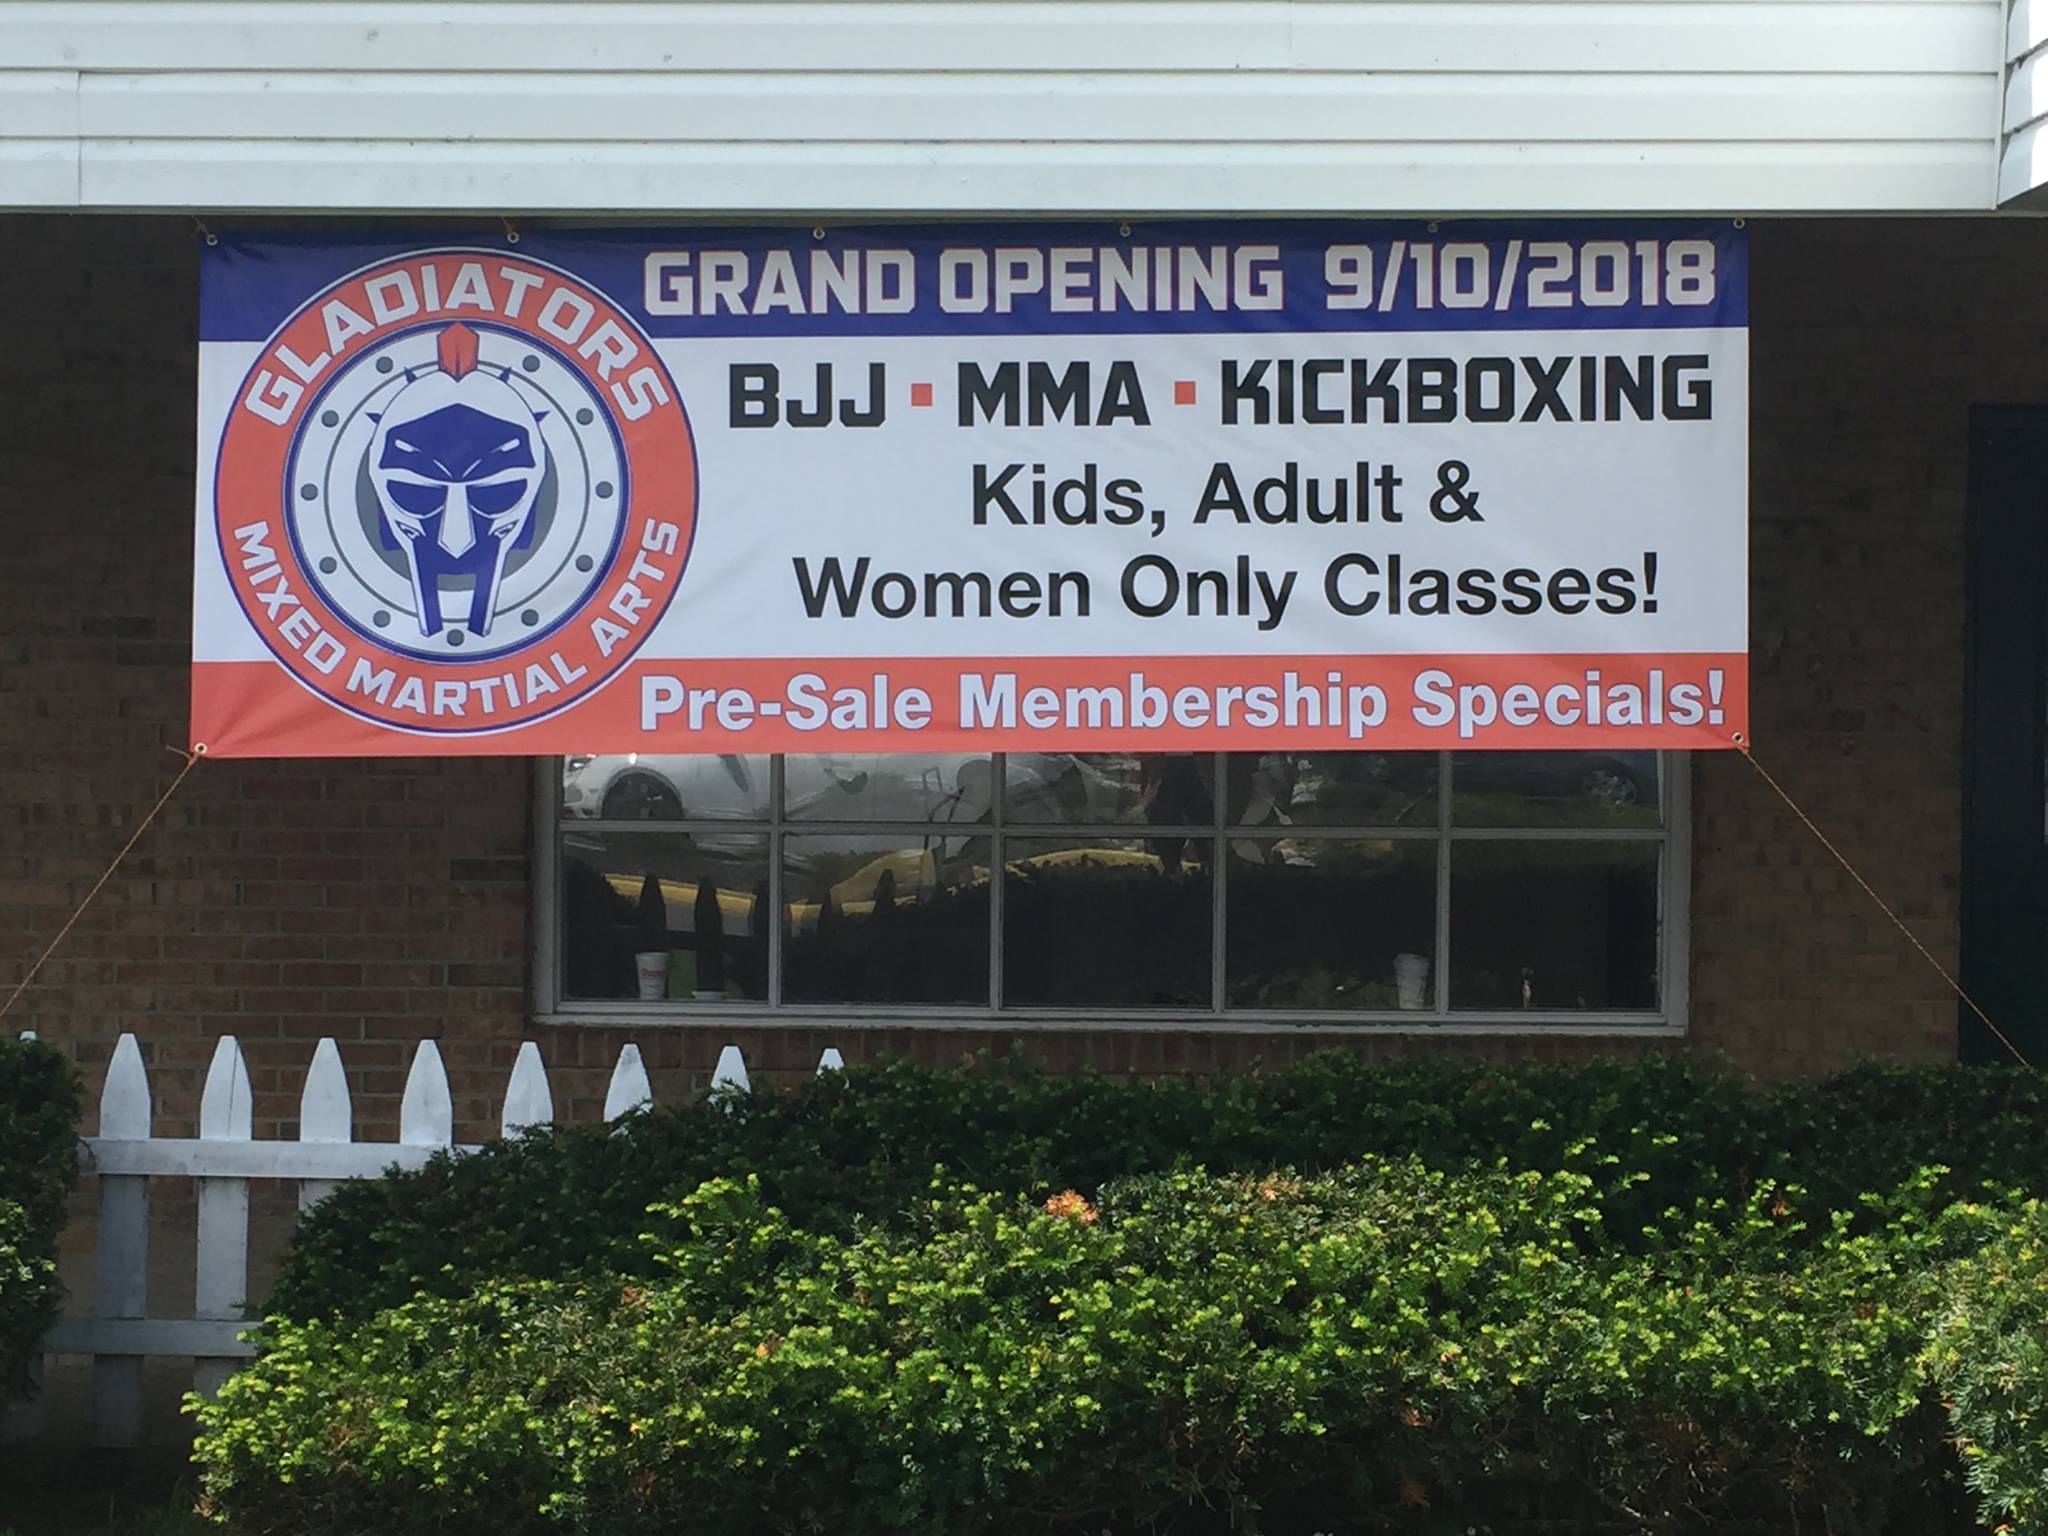 GLADIATORS
MIXED MARTIAL ARTS
GRAND OPENING 9/10/2018
BJJ ▪ MMA ▪ KICKBOXING
Kids, Adult &
Women Only Classes!
Pre-Sale Membership Specials!